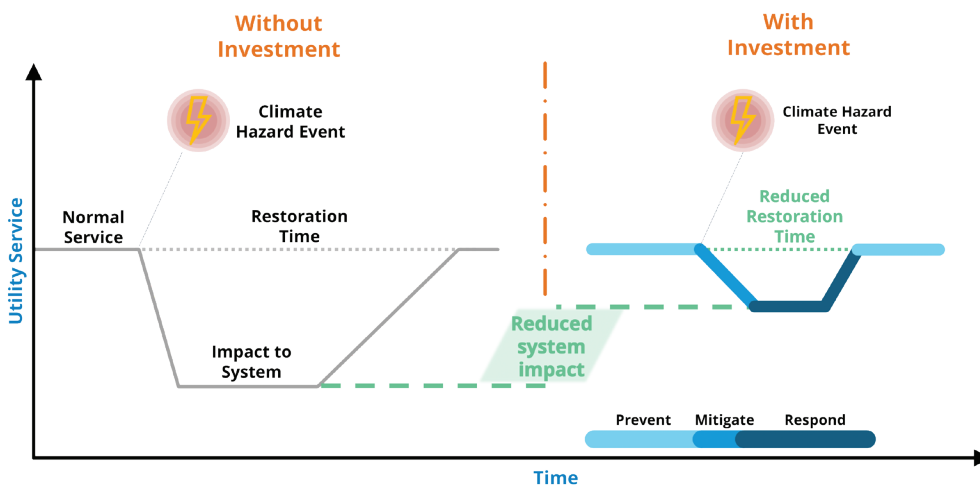 Without
Investment
Climate
Hazard Event
Normal
Service
Restoration
Time
Impact to
System
Utility Service
Reduced
system
impact
With
Investment
Climate Hazard
Event
Reduced
Restoration
Time
Prevent Mitigate Respond
Time